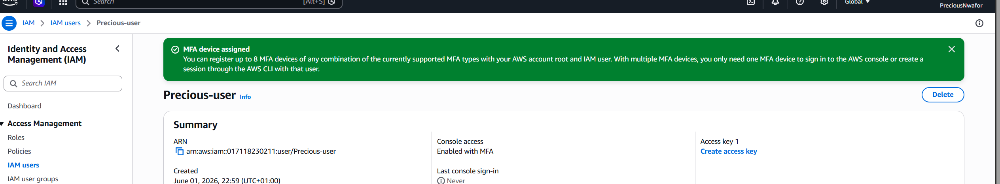 aws
Search
[Alt+S]
Global
PreciousNwafor
IAM > IAM users > Precious-user
Identity and Access
Management (IAM)
Search IAM
Dashboard
Access Management
Roles
Policies
IAM users
IAM user groups
MFA device assigned
You can register up to 8 MFA devices of any combination of the currently supported MFA types with your AWS account root and IAM user. With multiple MFA devices, you only need one MFA device to sign in to the AWS console or create a
session through the AWS CLI with that user.
Precious-user Info
Delete
Summary
ARN
arn:aws:iam::017118230211:user/Precious-user
Created
June 01, 2026, 22:59 (UTC+01:00)
Console access
Enabled with MFA
Last console sign-in
Never
Access key 1
Create access key